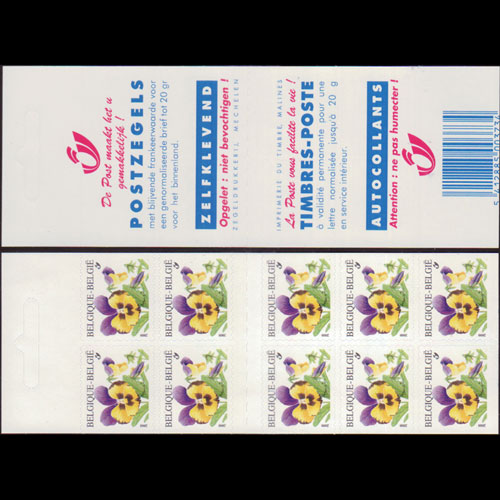 De Post maakt het u
gemakkelijk !
POSTZEGELS
met blijvende frankeerwaarde voor
een genormaliseerde brief tot 20 gr
voor het binnenland.
ZELFKLEVEND
Opgelet : niet bevochtigen !
ZEGELDRUKKERIJ, MECHELEN
IMPRIMERIE DU TIMBRE, MALINES
La Poste vous facilite la vie !
TIMBRES-POSTE
à validité permanente pour une
lettre normalisée jusqu'à 20 g
en service intérieur.
AUTOCOLLANTS
Attention : ne pas humecter !
BELGIQUE-BELGIË
BELGIQUE-BELGIË
BELGIQUE-BELGIË
BELGIQUE-BELGIË
BELGIQUE-BELGIË
BELGIQUE-BELGIË
BELGIQUE-BELGIË
BELGIQUE-BELGIË
BELGIQUE-BELGIË
BELGIQUE-BELGIË